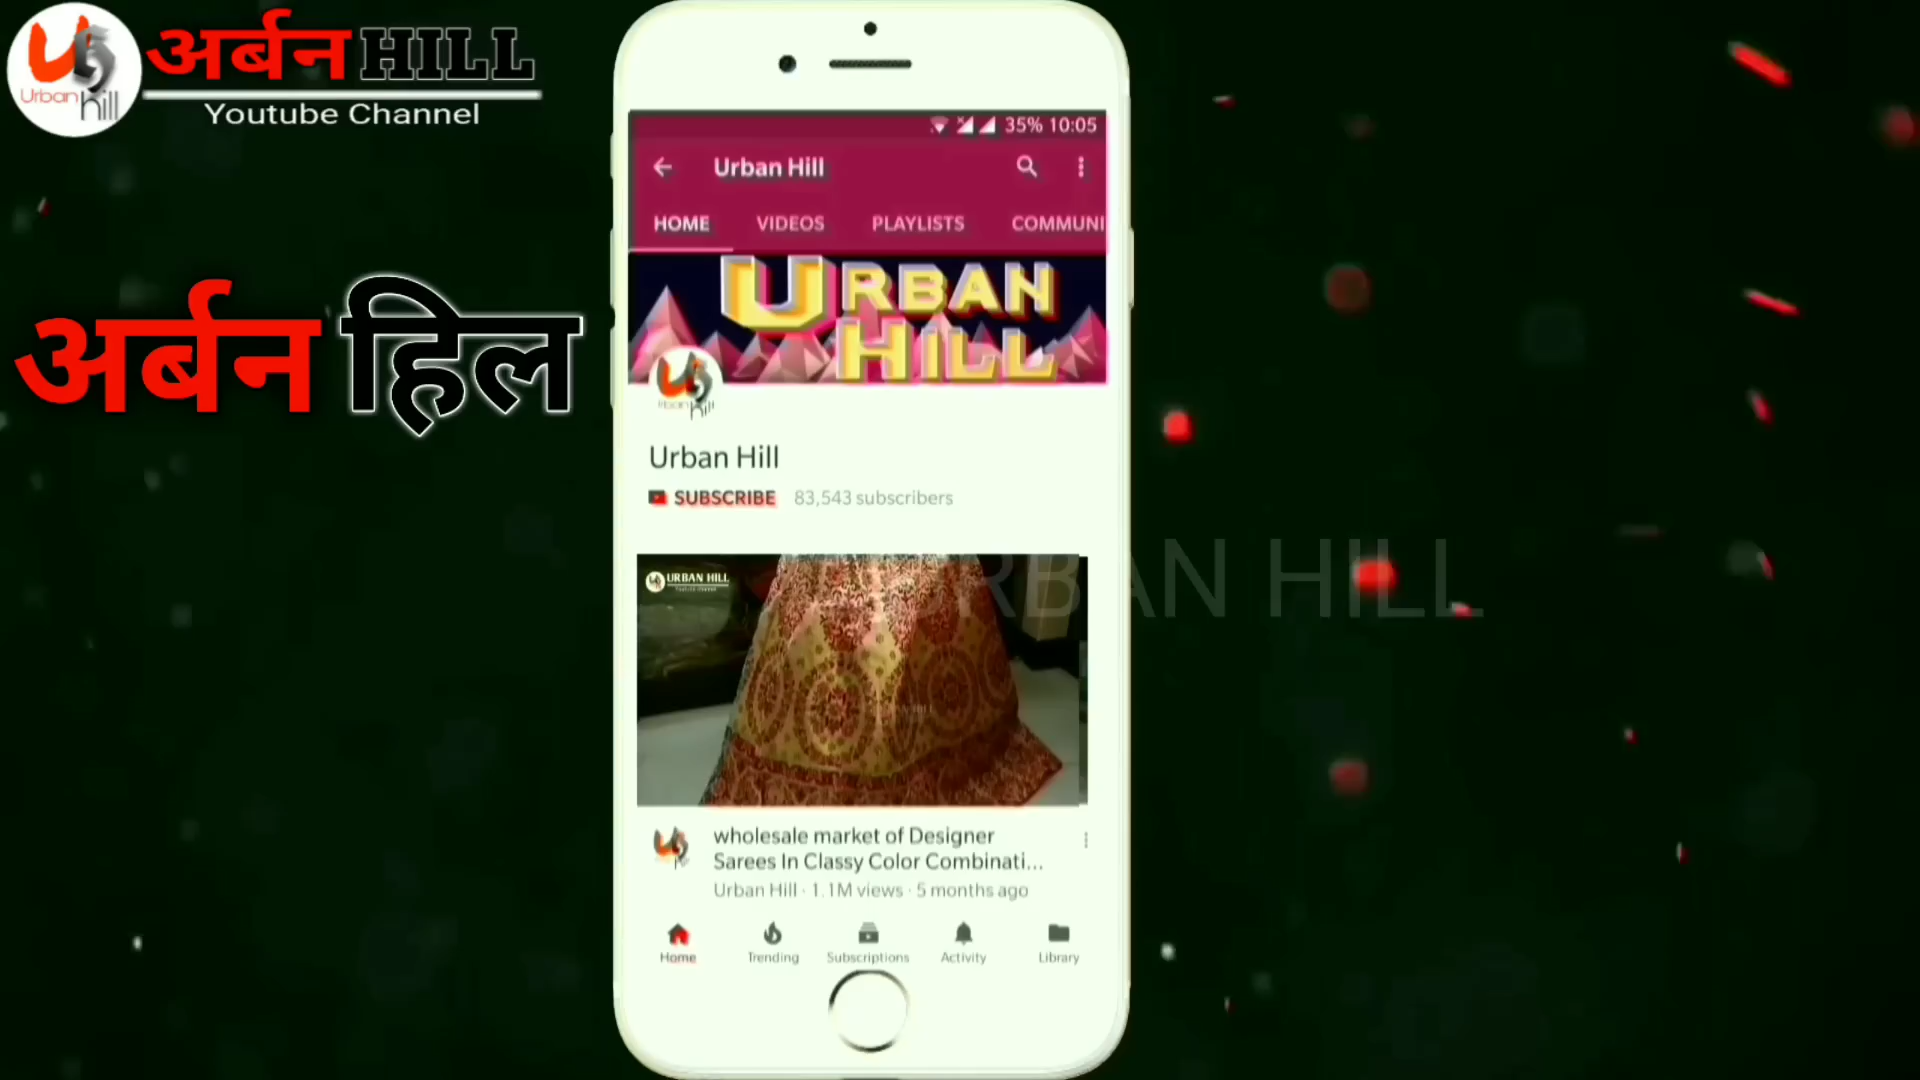 अर्बन HILL
Youtube Channel
Urban hill
अर्बन हिल
35% 10:05
Urban Hill
HOME VIDEOS PLAYLISTS COMMUNI
URBAN HILL
Urban hill
Urban Hill
SUBSCRIBE 83,543 subscribers
URBAN HILL
URBAN HILL
wholesale market of Designer
Sarees In Classy Color Combinati...
Urban Hill · 1.1M views · 5 months ago
Home Trending Subscriptions Activity Library